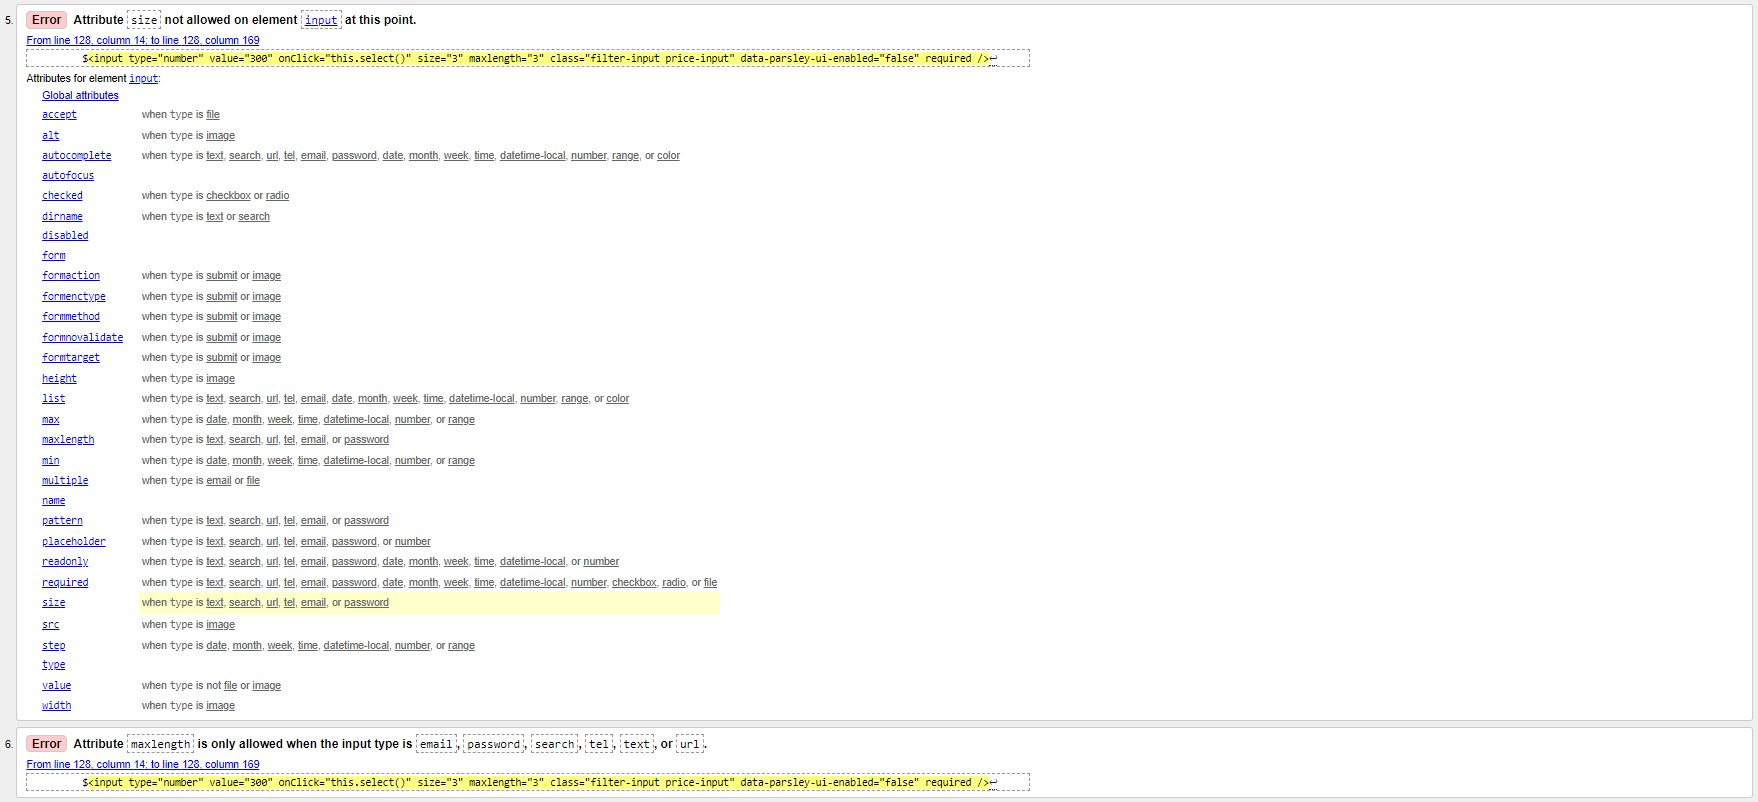 5. Error Attribute size not allowed on element input at this point.
From line 128, column 14; to line 128, column 169
$<input type="number" value="300" onClick="this.select()" size="3" maxlength="3" class="filter-input price-input" data-parsley-ui-enabled="false" required />↩
Attributes for element input:
Global attributes
accept when type is file
alt when type is image
autocomplete when type is text, search, url, tel, email, password, date, month, week, time, datetime-local, number, range, or color
autofocus
checked when type is checkbox or radio
dirname when type is text or search
disabled
form
formaction when type is submit or image
formenctype when type is submit or image
formmethod when type is submit or image
formnovalidate when type is submit or image
formtarget when type is submit or image
height when type is image
list when type is text, search, url, tel, email, date, month, week, time, datetime-local, number, range, or color
max when type is date, month, week, time, datetime-local, number, or range
maxlength when type is text, search, url, tel, email, or password
min when type is date, month, week, time, datetime-local, number, or range
multiple when type is email or file
name
pattern when type is text, search, url, tel, email, or password
placeholder when type is text, search, url, tel, email, password, or number
readonly when type is text, search, url, tel, email, password, date, month, week, time, datetime-local, or number
required when type is text, search, url, tel, email, password, date, month, week, time, datetime-local, number, checkbox, radio, or file
size when type is text, search, url, tel, email, or password
src when type is image
step when type is date, month, week, time, datetime-local, number, or range
type
value when type is not file or image
width when type is image
6. Error Attribute maxlength is only allowed when the input type is email, password, search, tel, text, or url.
From line 128, column 14; to line 128, column 169
$<input type="number" value="300" onClick="this.select()" size="3" maxlength="3" class="filter-input price-input" data-parsley-ui-enabled="false" required />↩